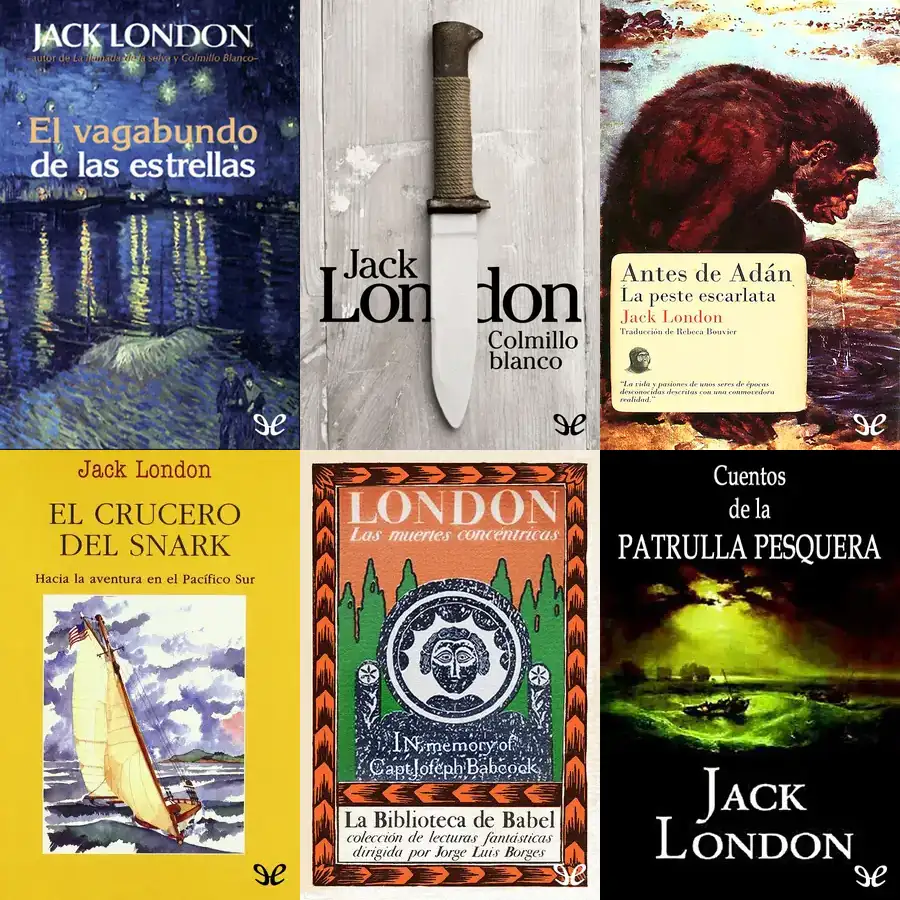 JACK LONDON
-autor de La llamada de la selva y Colmillo Blanco-
El vagabundo
de las estrellas
Jack
London
Colmillo
blanco
Antes de Adán
La peste escarlata
Jack London
Traducción de Rebeca Bouvier
"La vida y pasiones de unos seres de épocas
desconocidas descritas con una conmovedora
realidad."
Jack London
EL CRUCERO
DEL SNARK
Hacia la aventura en el Pacífico Sur
LONDON
Las muertes concéntricas
IN memory of
Capt Joſeph Babcock
La Biblioteca de Babel
colección de lecturas fantásticas
dirigida por Jorge Luis Borges
Cuentos
de la
PATRULLA PESQUERA
JACK
LONDON